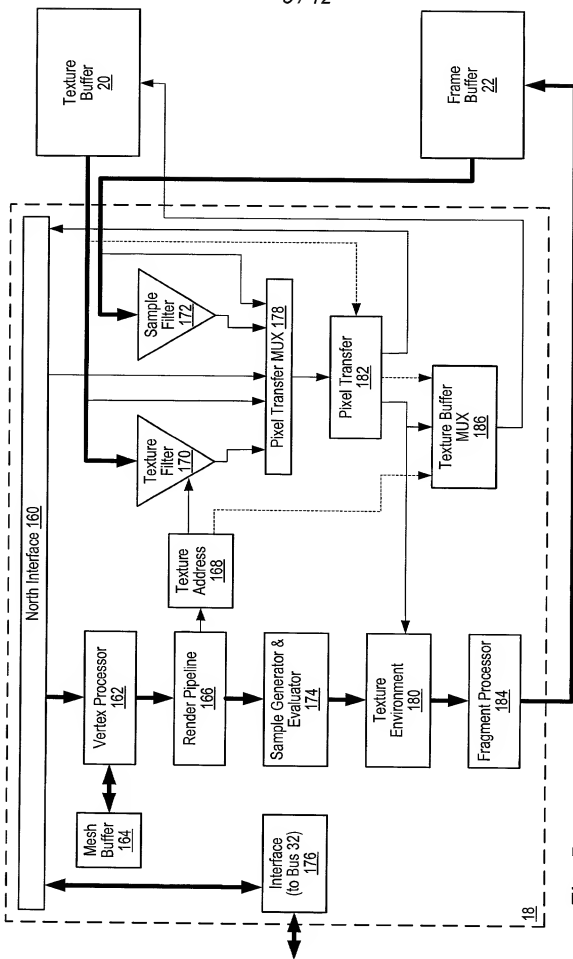 / 12
Texture
Buffer
20
Frame
Buffer
22
North Interface 160
Sample
Filter
172
Texture
Filter
170
Pixel Transfer MUX 178
Pixel Transfer
182
Texture Buffer
MUX
186
Texture
Address
168
Vertex Processor
162
Render Pipeline
166
Sample Generator &
Evaluator
174
Texture
Environment
180
Fragment Processor
184
Mesh
Buffer
164
Interface
(to Bus 32)
176
18
Fig.